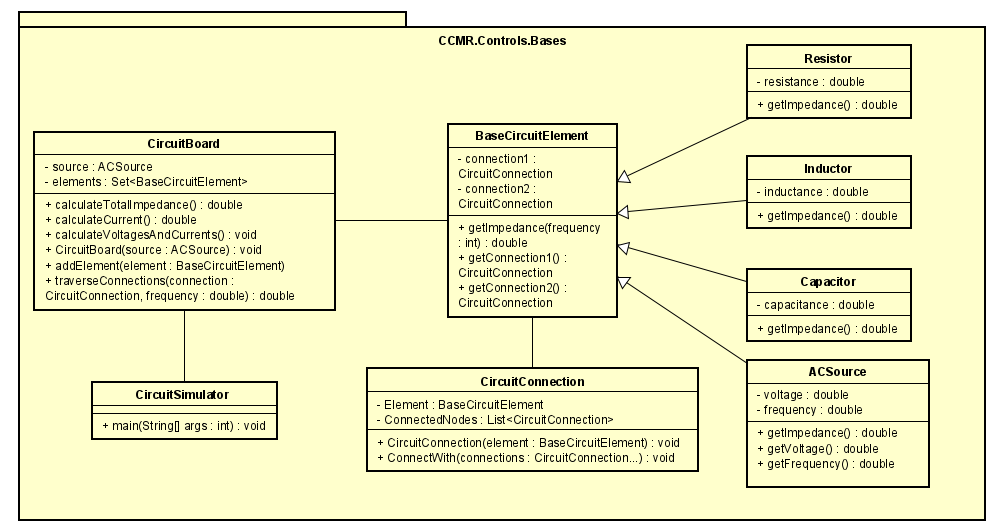 CCMR.Controls.Bases
CircuitBoard
- source : ACSource
- elements : Set<BaseCircuitElement>
+ calculateTotalImpedance() : double
+ calculateCurrent() : double
+ calculateVoltagesAndCurrents() : void
+ CircuitBoard(source : ACSource) : void
+ addElement(element : BaseCircuitElement)
+ traverseConnections(connection :
CircuitConnection, frequency : double) : double
BaseCircuitElement
- connection1 :
CircuitConnection
- connection2 :
CircuitConnection
+ getImpedance(frequency
: int) : double
+ getConnection1() :
CircuitConnection
+ getConnection2() :
CircuitConnection
Resistor
- resistance : double
+ getImpedance() : double
Inductor
- inductance : double
+ getImpedance() : double
Capacitor
- capacitance : double
+ getImpedance() : double
ACSource
- voltage : double
- frequency : double
+ getImpedance() : double
+ getVoltage() : double
+ getFrequency() : double
CircuitSimulator
+ main(String[] args : int) : void
CircuitConnection
- Element : BaseCircuitElement
- ConnectedNodes : List<CircuitConnection>
+ CircuitConnection(element : BaseCircuitElement) : void
+ ConnectWith(connections : CircuitConnection...) : void